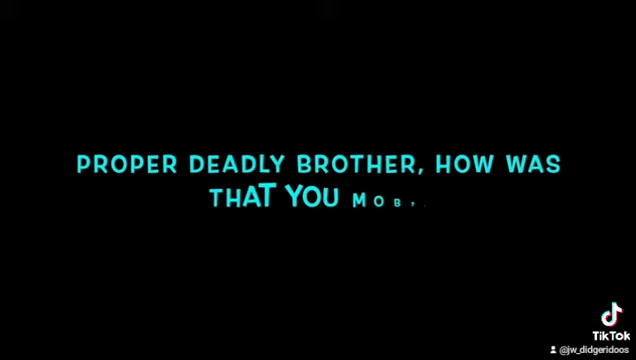 PROPER DEADLY BROTHER, HOW WAS
THAT YOU MOB,.
TikTok
@jw_didgeridoos